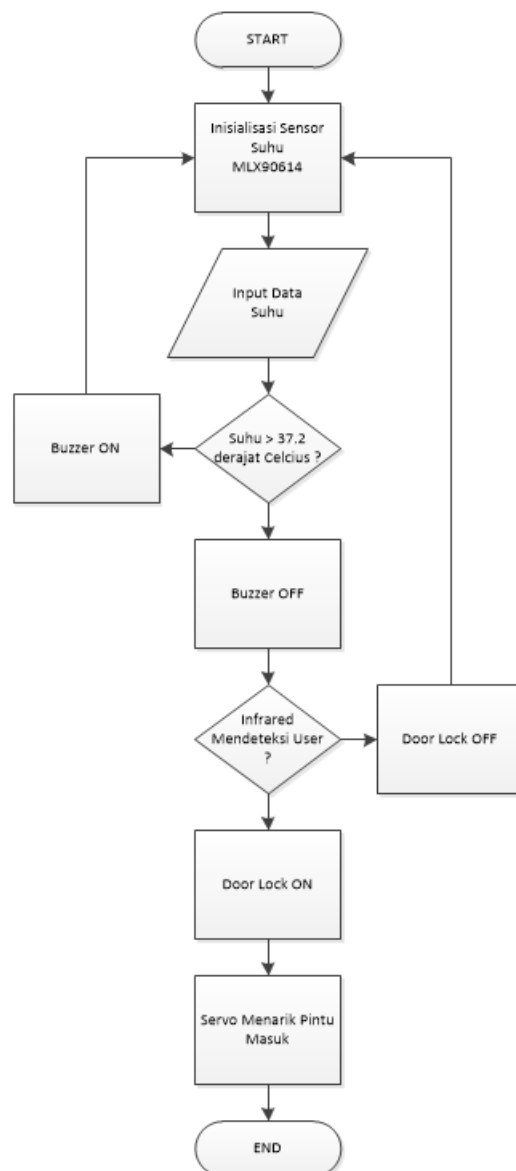 START
Inisialisasi Sensor
Suhu
MLX90614
Input Data
Suhu
Suhu > 37.2
derajat Celcius ?
Buzzer ON
Buzzer OFF
Infrared
Mendeteksi User
?
Door Lock OFF
Door Lock ON
Servo Menarik Pintu
Masuk
END